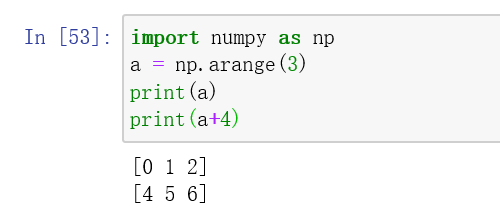 In [53]: import numpy as np
a = np.arange(3)
print(a)
print(a+4)
[0 1 2]
[4 5 6]